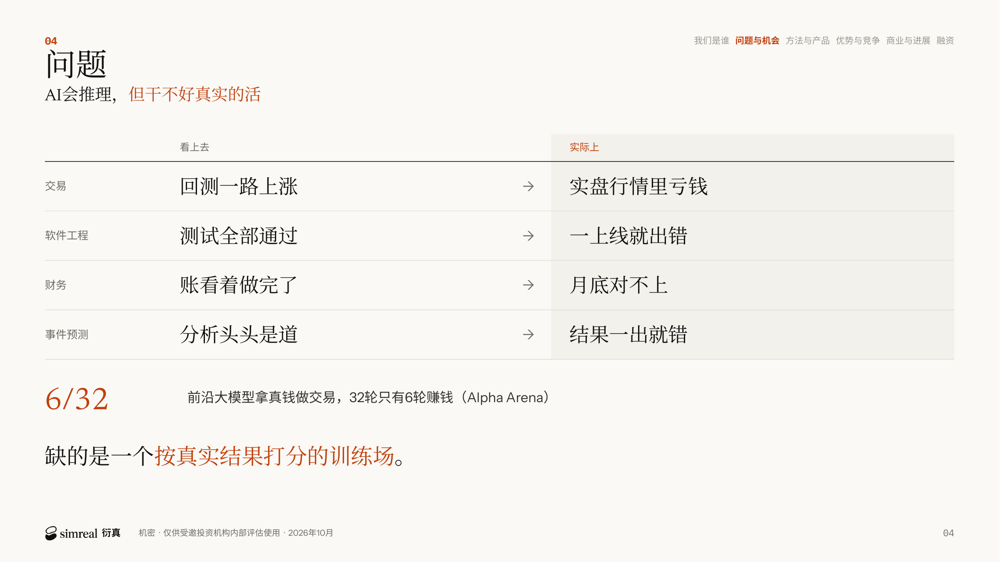 04
我们是谁 问题与机会 方法与产品 优势与竞争 商业与进展 融资
问题
AI会推理，但干不好真实的活
看上去 实际上
交易 回测一路上涨 → 实盘行情里亏钱
软件工程 测试全部通过 → 一上线就出错
财务 账看着做完了 → 月底对不上
事件预测 分析头头是道 → 结果一出就错
6/32 前沿大模型拿真钱做交易，32轮只有6轮赚钱（Alpha Arena）
缺的是一个按真实结果打分的训练场。
simreal 衍真 机密 · 仅供受邀投资机构内部评估使用 · 2026年10月 04